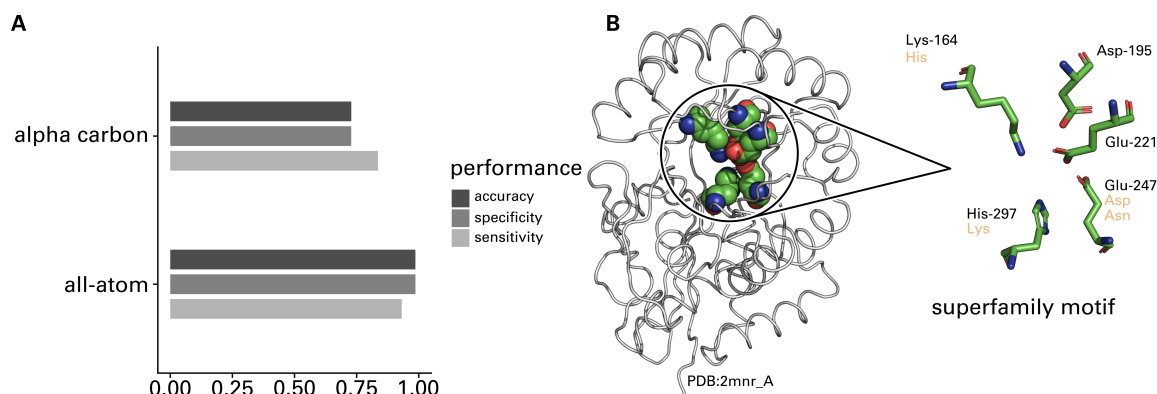 A
alpha carbon
all-atom
0.00 0.25 0.50 0.75 1.00
performance
accuracy
specificity
sensitivity
B
PDB:2mnr_A
Lys-164
His
Asp-195
Glu-221
Glu-247
Asp
Asn
His-297
Lys
superfamily motif